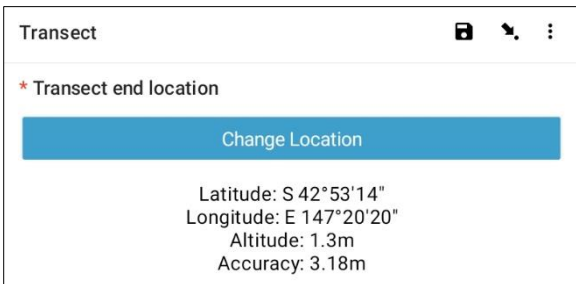 Transect
* Transect end location
Change Location
Latitude: S 42°53'14"
Longitude: E 147°20'20"
Altitude: 1.3m
Accuracy: 3.18m